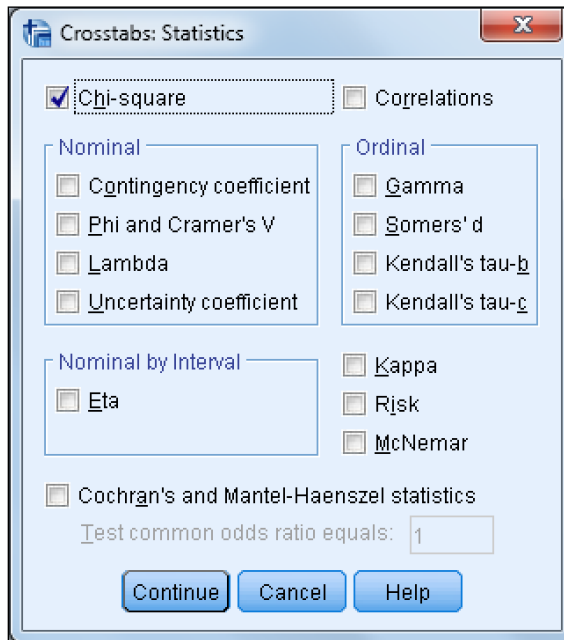 Crosstabs: Statistics
Chi-square
Correlations
Nominal
Contingency coefficient
Phi and Cramer's V
Lambda
Uncertainty coefficient
Ordinal
Gamma
Somers' d
Kendall's tau-b
Kendall's tau-c
Nominal by Interval
Eta
Kappa
Risk
McNemar
Cochran's and Mantel-Haenszel statistics
Test common odds ratio equals: 1
Continue Cancel Help